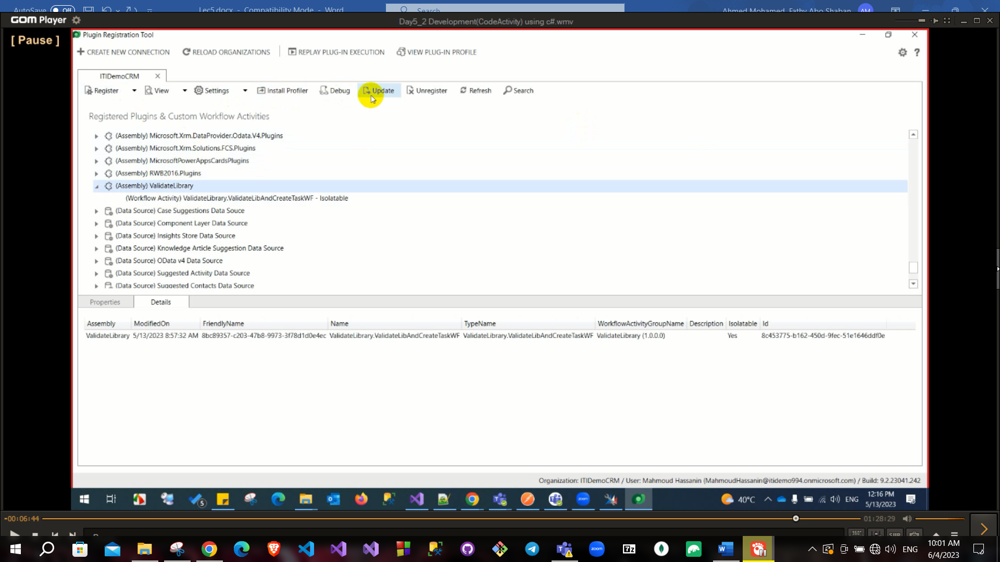 AutoSave Off Lec5.docx - Compatibility Mode - Word Search Ahmed Mohamed Fathy Abo Shaban AM
GOM Player Day5_2 Development(CodeActivity) using c#.wmv
[ Pause ]
Plugin Registration Tool
CREATE NEW CONNECTION RELOAD ORGANIZATIONS REPLAY PLUG-IN EXECUTION VIEW PLUG-IN PROFILE ?
ITIDemoCRM
Register View Settings Install Profiler Debug Update Unregister Refresh Search
Registered Plugins & Custom Workflow Activities
(Assembly) Microsoft.Xrm.DataProvider.Odata.V4.Plugins
(Assembly) Microsoft.Xrm.Solutions.FCS.Plugins
(Assembly) MicrosoftPowerAppsCardsPlugins
(Assembly) RWB2016.Plugins
(Assembly) ValidateLibrary
(Workflow Activity) ValidateLibrary.ValidateLibAndCreateTaskWF - Isolatable
(Data Source) Case Suggestions Data Souce
(Data Source) Component Layer Data Source
(Data Source) Insights Store Data Source
(Data Source) Knowledge Article Suggestion Data Source
(Data Source) OData v4 Data Source
(Data Source) Suggested Activity Data Source
(Data Source) Suggested Contacts Data Source
Properties Details
Assembly ModifiedOn FriendlyName Name TypeName WorkflowActivityGroupName Description Isolatable Id
ValidateLibrary 5/13/2023 8:57:32 AM 8bc89357-c203-47b8-9973-3f78d1d0e4ec ValidateLibrary.ValidateLibAndCreateTaskWF ValidateLibrary.ValidateLibAndCreateTaskWF ValidateLibrary (1.0.0.0) Yes 8c453775-b162-450d-9fec-51e1646ddf0e
Organization: ITIDemoCRM / User: Mahmoud Hassanin (MahmoudHassanin@itidemo994.onmicrosoft.com) / Build: 9.2.23041.242
5 zoom 40°C ENG 12:16 PM
5/13/2023
-00:06:44 01:28:29
360° SUB
zoom 7z W ENG 10:01 AM
6/4/2023